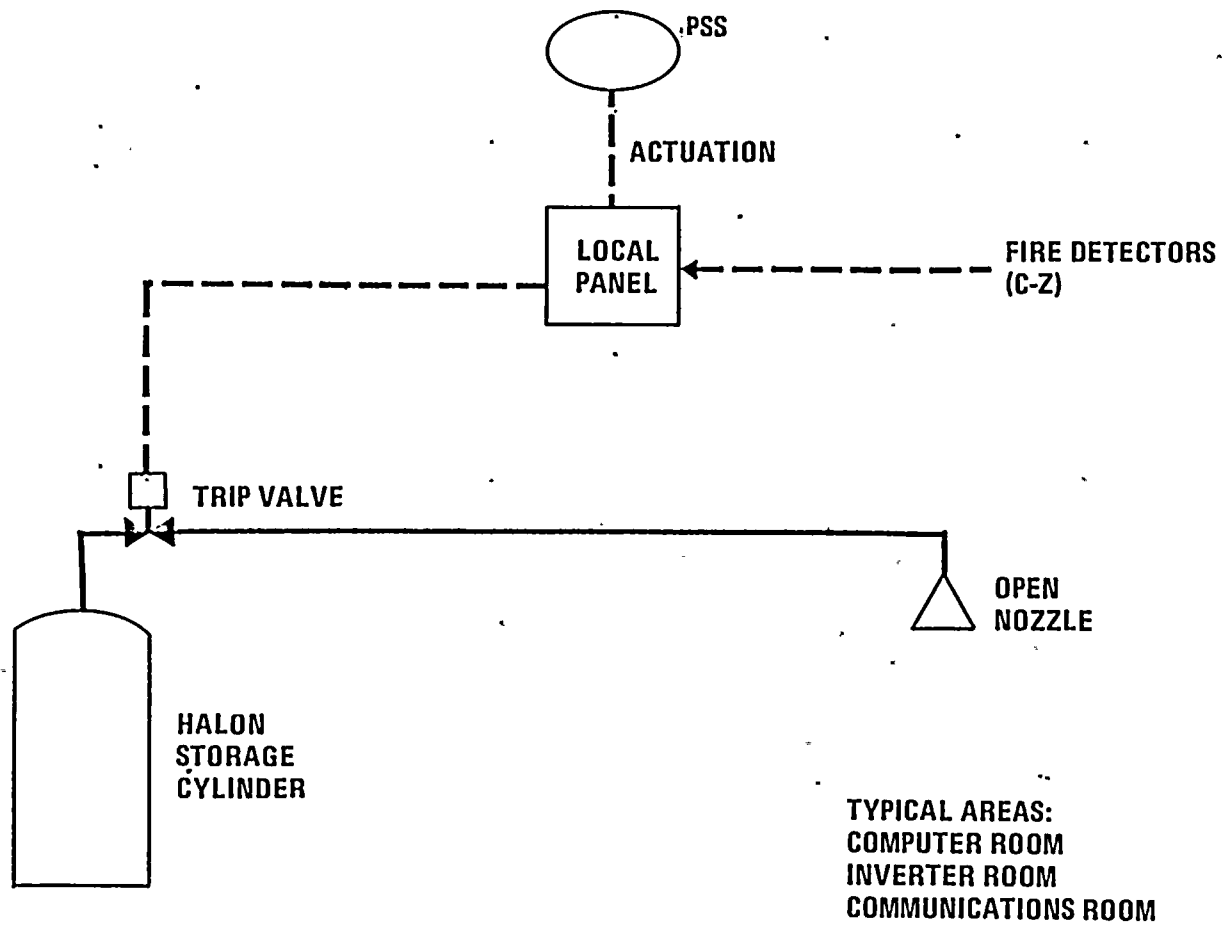 PSS
ACTUATION
LOCAL
PANEL
FIRE DETECTORS
(C-Z)
TRIP VALVE
OPEN
NOZZLE
HALON
STORAGE
CYLINDER
TYPICAL AREAS:
COMPUTER ROOM
INVERTER ROOM
COMMUNICATIONS ROOM